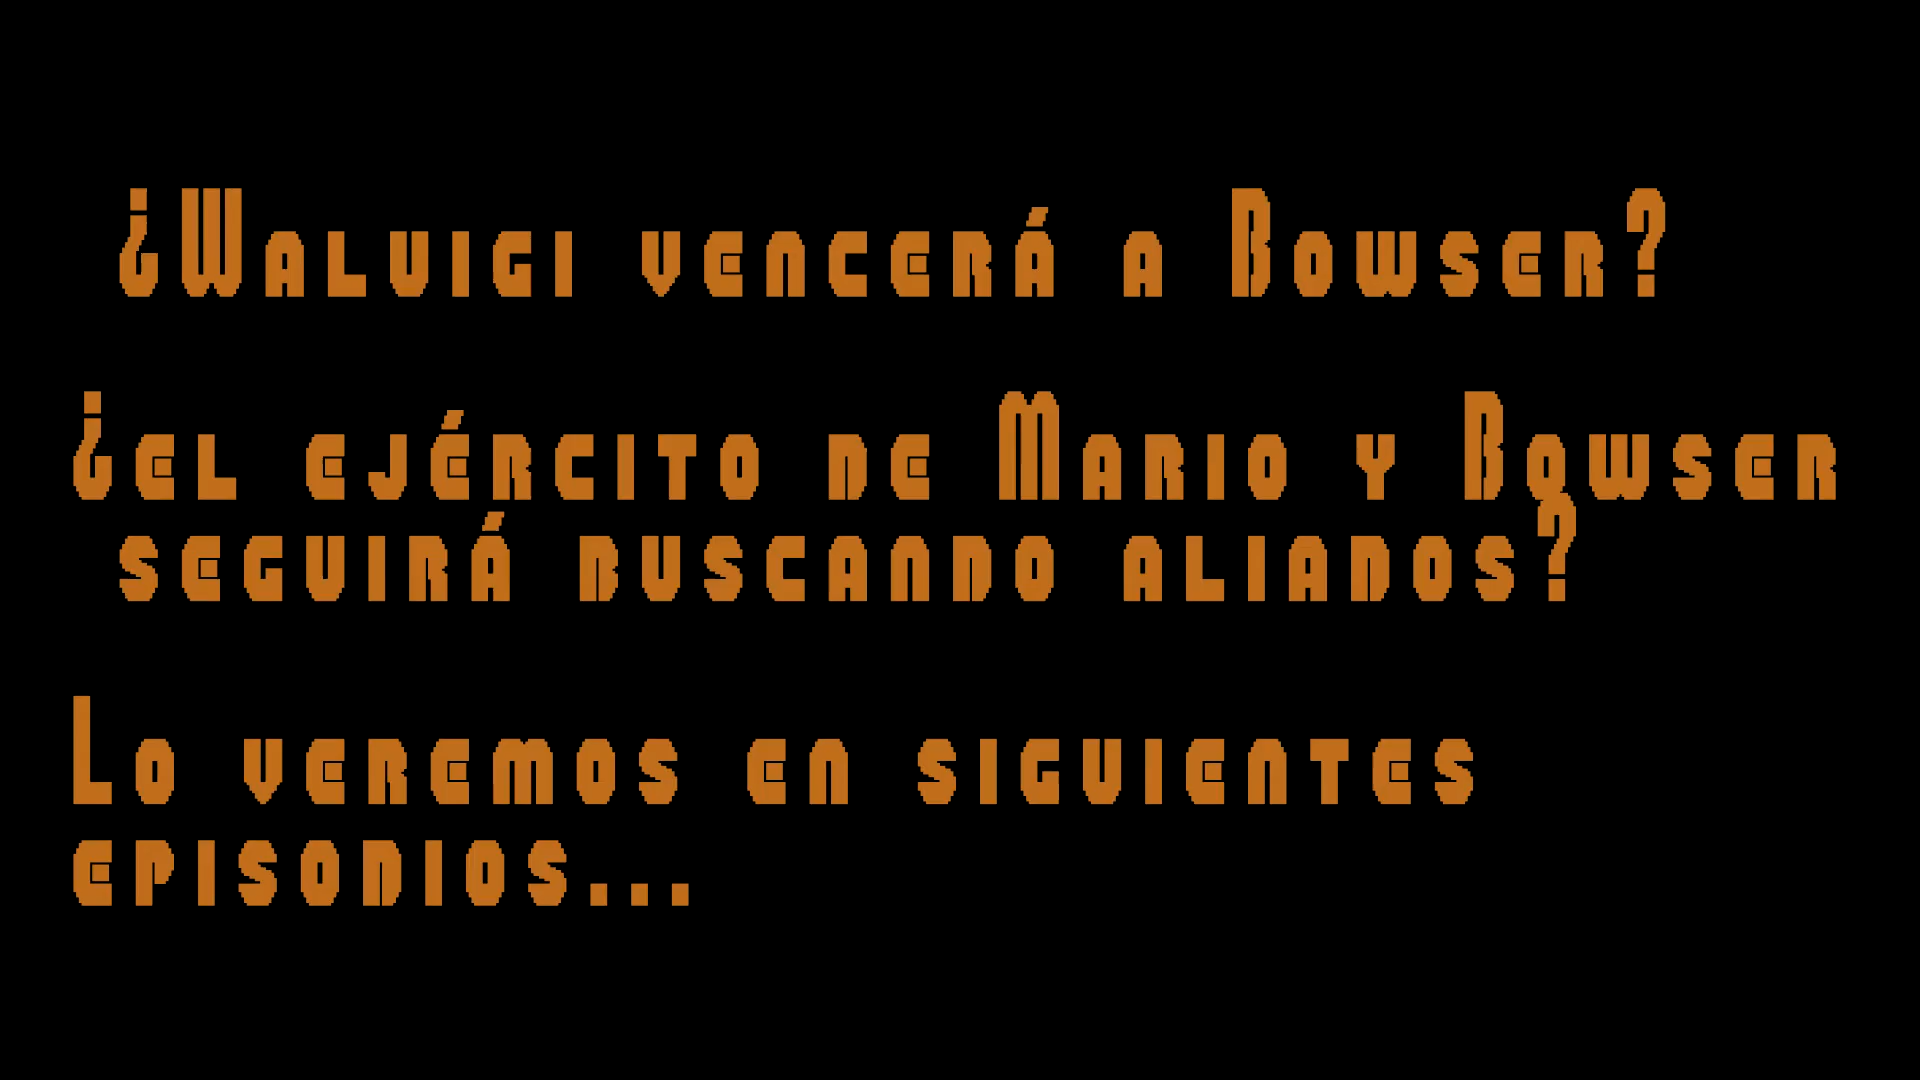 ¿Waluigi vencerá a Bowser?
¿el ejército de Mario y Bowser
seguirá buscando aliados?
Lo veremos en siguientes
episodios...